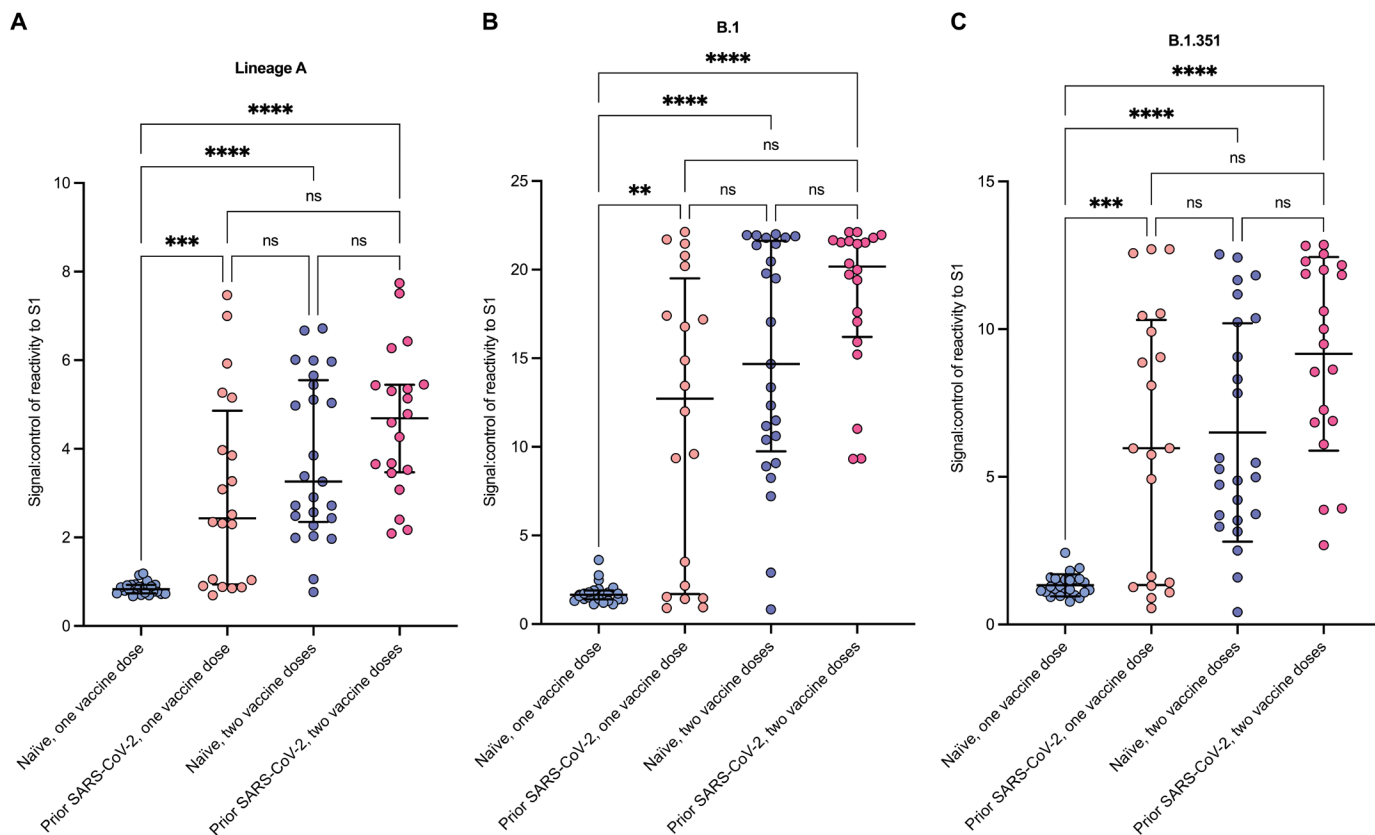 A
Lineage A
****
****
ns
***
ns
ns
10
8
6
4
2
0
Signal:control of reactivity to S1
Naïve, one vaccine dose
Prior SARS-CoV-2, one vaccine dose
Naïve, two vaccine doses
Prior SARS-CoV-2, two vaccine doses
B
B.1
****
****
ns
**
ns
ns
25
20
15
10
5
0
Signal:control of reactivity to S1
Naïve, one vaccine dose
Prior SARS-CoV-2, one vaccine dose
Naïve, two vaccine doses
Prior SARS-CoV-2, two vaccine doses
C
B.1.351
****
****
ns
***
ns
ns
15
10
5
0
Signal:control of reactivity to S1
Naïve, one vaccine dose
Prior SARS-CoV-2, one vaccine dose
Naïve, two vaccine doses
Prior SARS-CoV-2, two vaccine doses